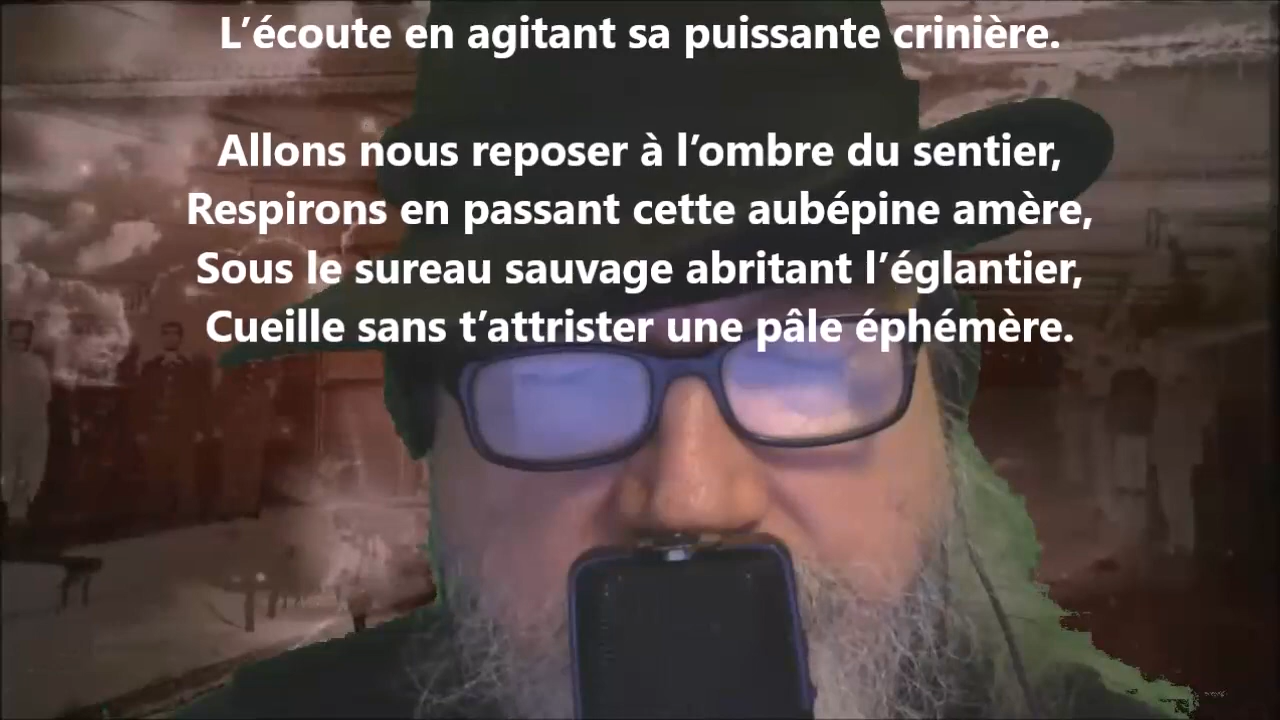 L’écoute en agitant sa puissante crinière.
Allons nous reposer à l’ombre du sentier,
Respirons en passant cette aubépine amère,
Sous le sureau sauvage abritant l’églantier,
Cueille sans t’attrister une pâle éphémère.